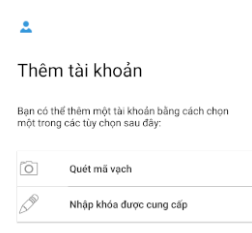 Thêm tài khoản
Bạn có thể thêm một tài khoản bằng cách chọn
một trong các tùy chọn sau đây:
Quét mã vạch
Nhập khóa được cung cấp